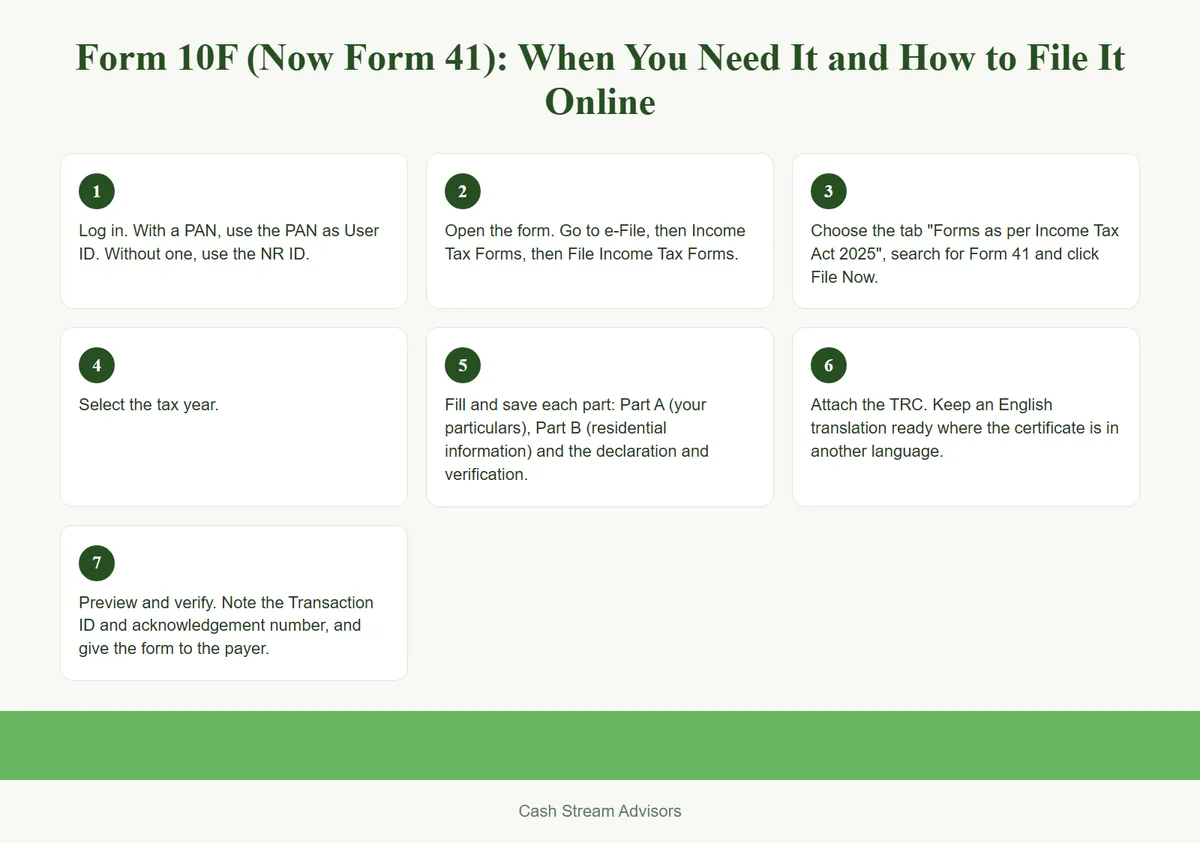 Form 10F (Now Form 41): When You Need It and How to File It
Online
1
Log in. With a PAN, use the PAN as User
ID. Without one, use the NR ID.
2
Open the form. Go to e-File, then Income
Tax Forms, then File Income Tax Forms.
3
Choose the tab "Forms as per Income Tax
Act 2025", search for Form 41 and click
File Now.
4
Select the tax year.
5
Fill and save each part: Part A (your
particulars), Part B (residential
information) and the declaration and
verification.
6
Attach the TRC. Keep an English
translation ready where the certificate is in
another language.
7
Preview and verify. Note the Transaction
ID and acknowledgement number, and
give the form to the payer.
Cash Stream Advisors